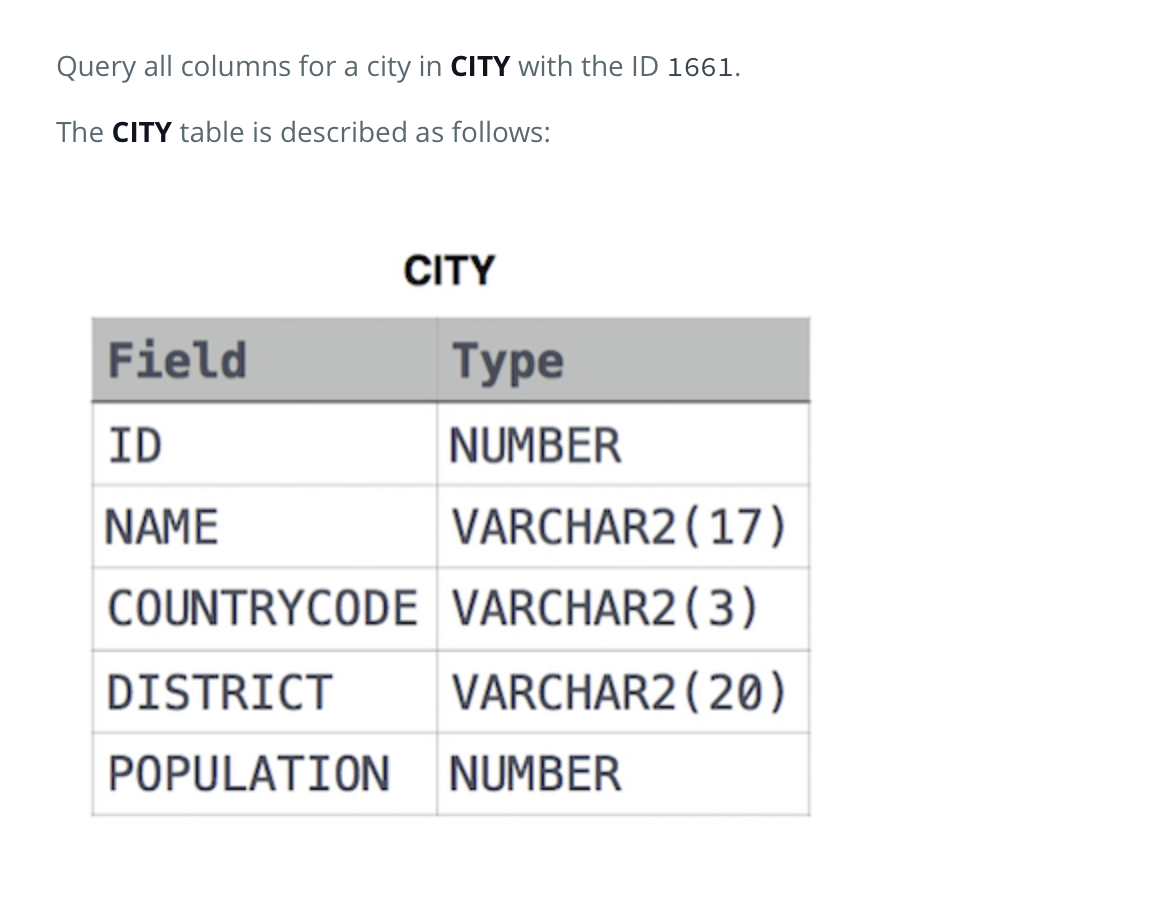 Query all columns for a city in CITY with the ID 1661.
The CITY table is described as follows:
CITY
Field Type
ID NUMBER
NAME VARCHAR2(17)
COUNTRYCODE VARCHAR2(3)
DISTRICT VARCHAR2(20)
POPULATION NUMBER